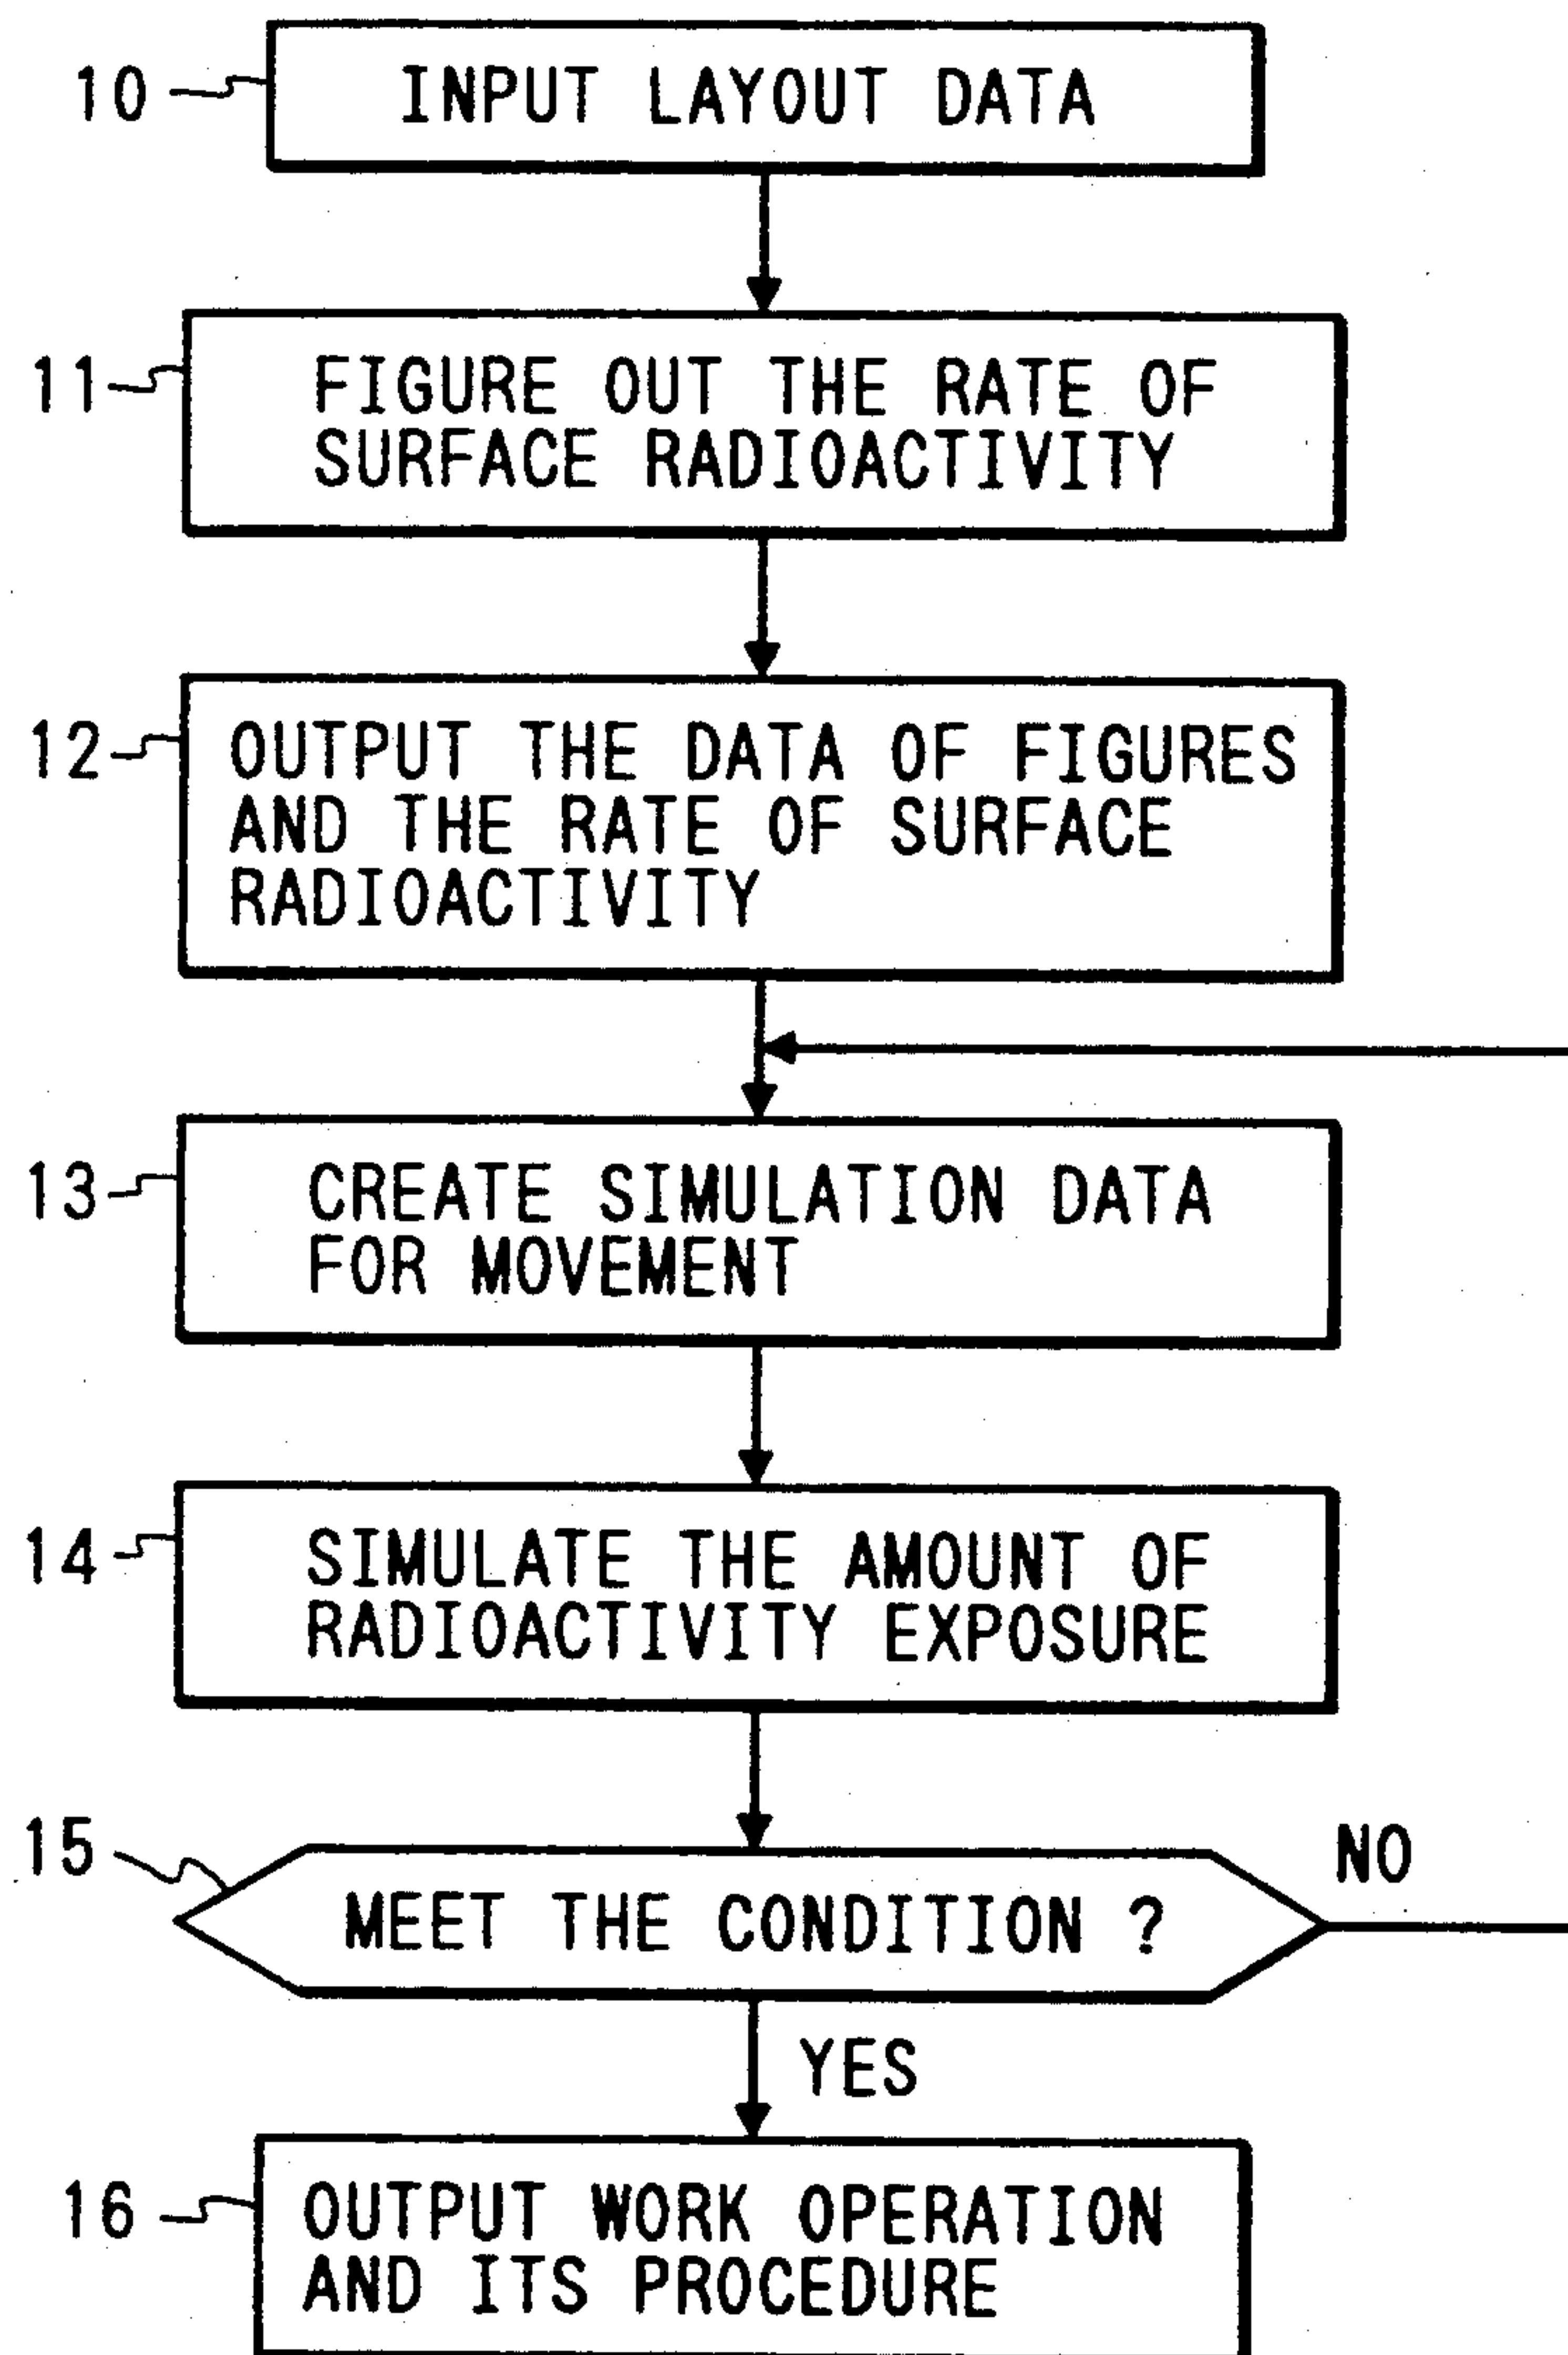 10
INPUT LAYOUT DATA
11
FIGURE OUT THE RATE OF
SURFACE RADIOACTIVITY
12
OUTPUT THE DATA OF FIGURES
AND THE RATE OF SURFACE
RADIOACTIVITY
13
CREATE SIMULATION DATA
FOR MOVEMENT
14
SIMULATE THE AMOUNT OF
RADIOACTIVITY EXPOSURE
15
MEET THE CONDITION ?
NO
YES
16
OUTPUT WORK OPERATION
AND ITS PROCEDURE